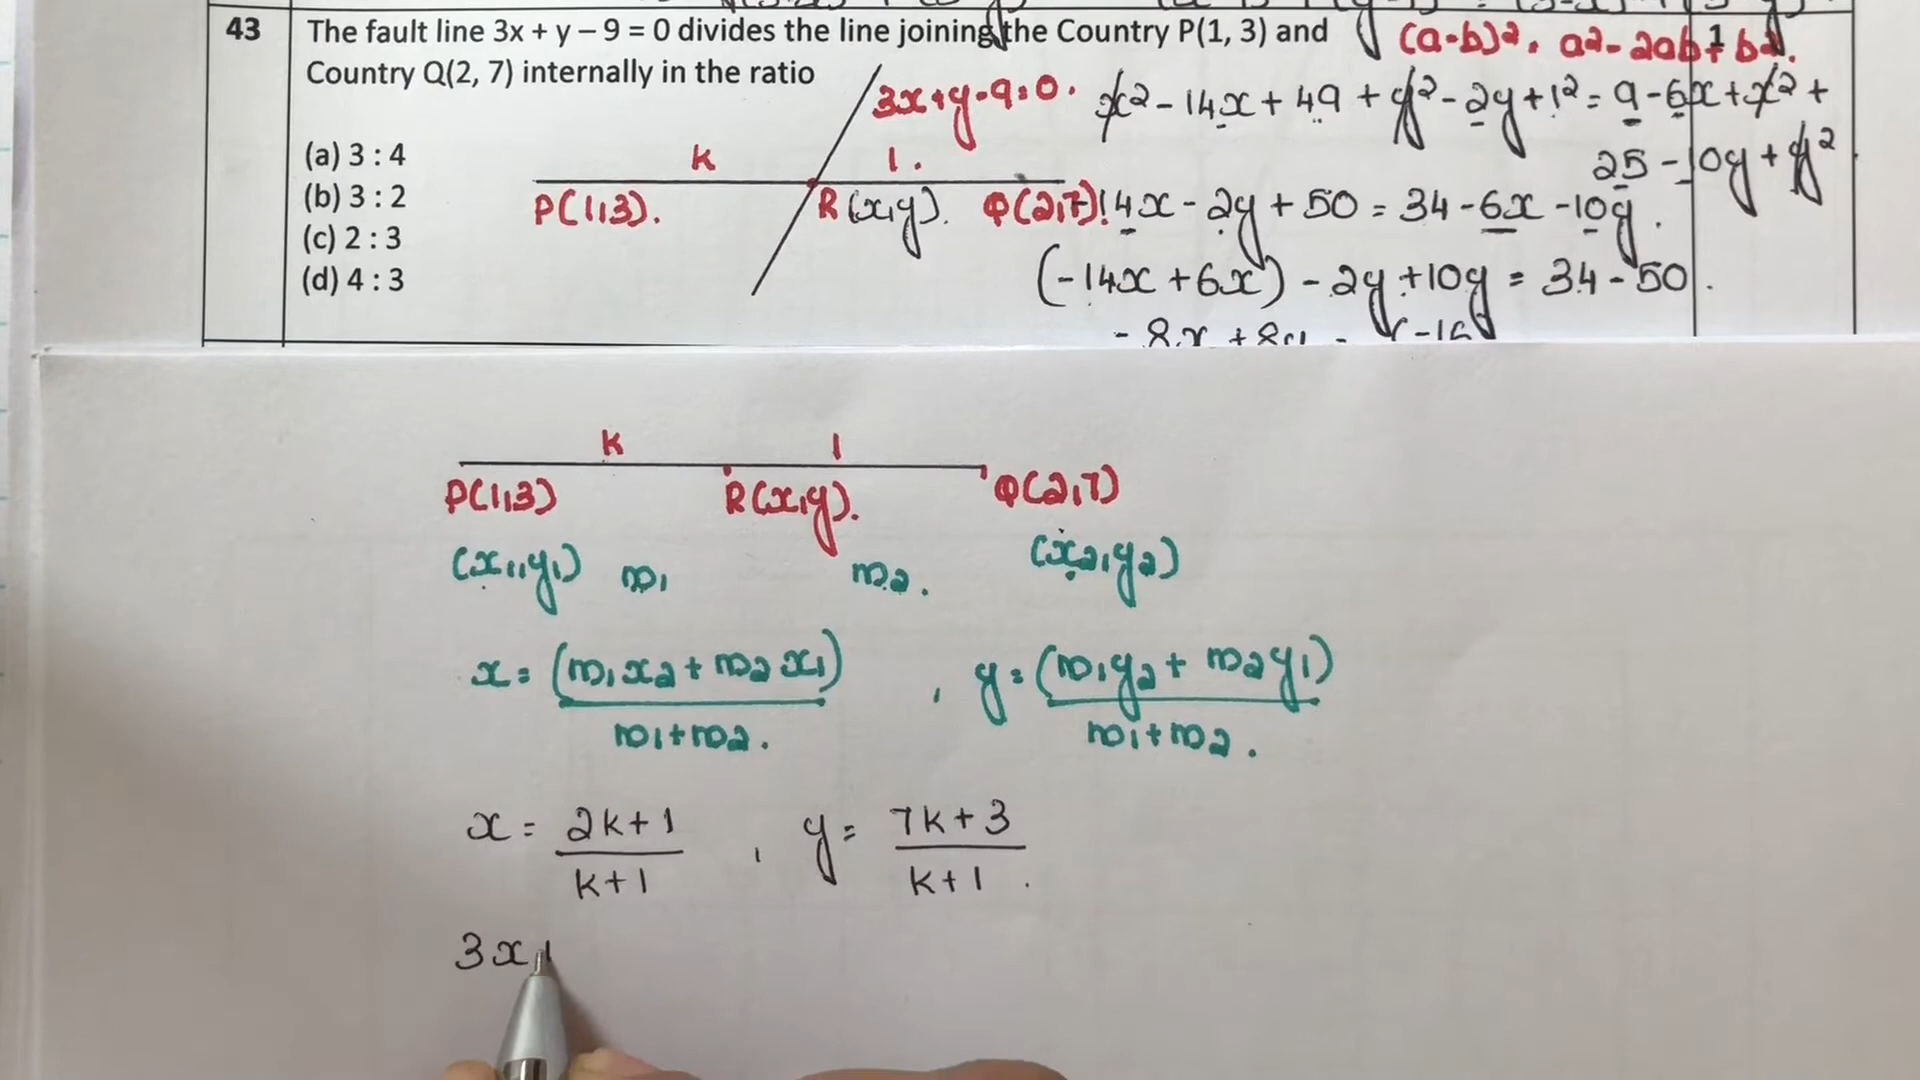 43 The fault line 3x + y – 9 = 0 divides the line joining the Country P(1, 3) and
Country Q(2, 7) internally in the ratio
(a) 3 : 4
(b) 3 : 2
(c) 2 : 3
(d) 4 : 3
3x+y-9=0.
k 1.
P(1,3). R(x,y). Q(2,7)
(a-b)² = a²-2ab+b².
x² - 14x + 49 + y² - 2y + 1² = 9 - 6x + x² +
25 - 10y + y²
14x - 2y + 50 = 34 - 6x - 10y.
(-14x + 6x) - 2y + 10y = 34 - 50.
k 1
P(1,3) R(x,y). Q(2,7)
(x₁,y₁) m₁ m₂. (x₂,y₂)
x = (m₁x₂ + m₂x₁) , y = (m₁y₂ + m₂y₁)
m₁+m₂. m₁+m₂.
x = 2k+1 , y = 7k+3
k+1 k+1.
3x